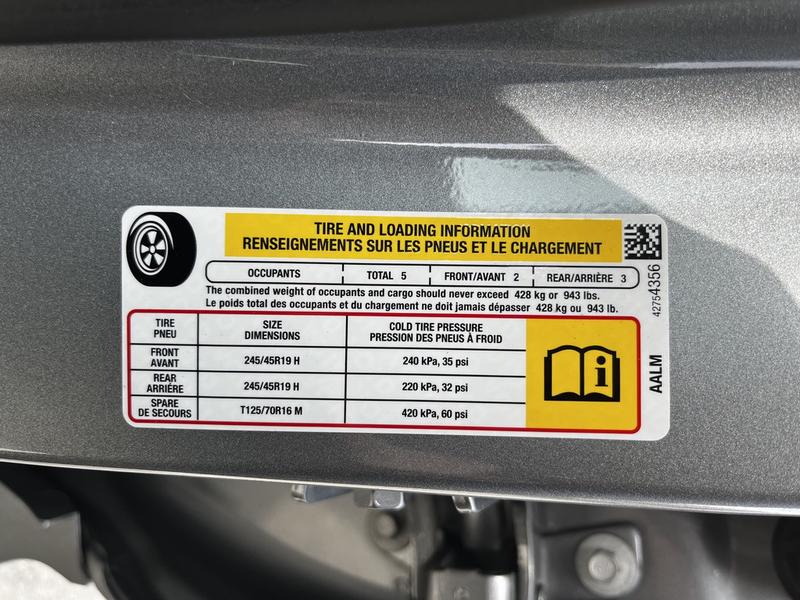 TIRE AND LOADING INFORMATION
RENSEIGNEMENTS SUR LES PNEUS ET LE CHARGEMENT
OCCUPANTS TOTAL 5 FRONT/AVANT 2 REAR/ARRIÈRE 3
The combined weight of occupants and cargo should never exceed 428 kg or 943 lbs.
Le poids total des occupants et du chargement ne doit jamais dépasser 428 kg ou 943 lb.
TIRE SIZE COLD TIRE PRESSURE
PNEU DIMENSIONS PRESSION DES PNEUS À FROID
FRONT
AVANT 245/45R19 H 240 kPa, 35 psi
REAR
ARRIÈRE 245/45R19 H 220 kPa, 32 psi
SPARE
DE SECOURS T125/70R16 M 420 kPa, 60 psi
42754356
AALM